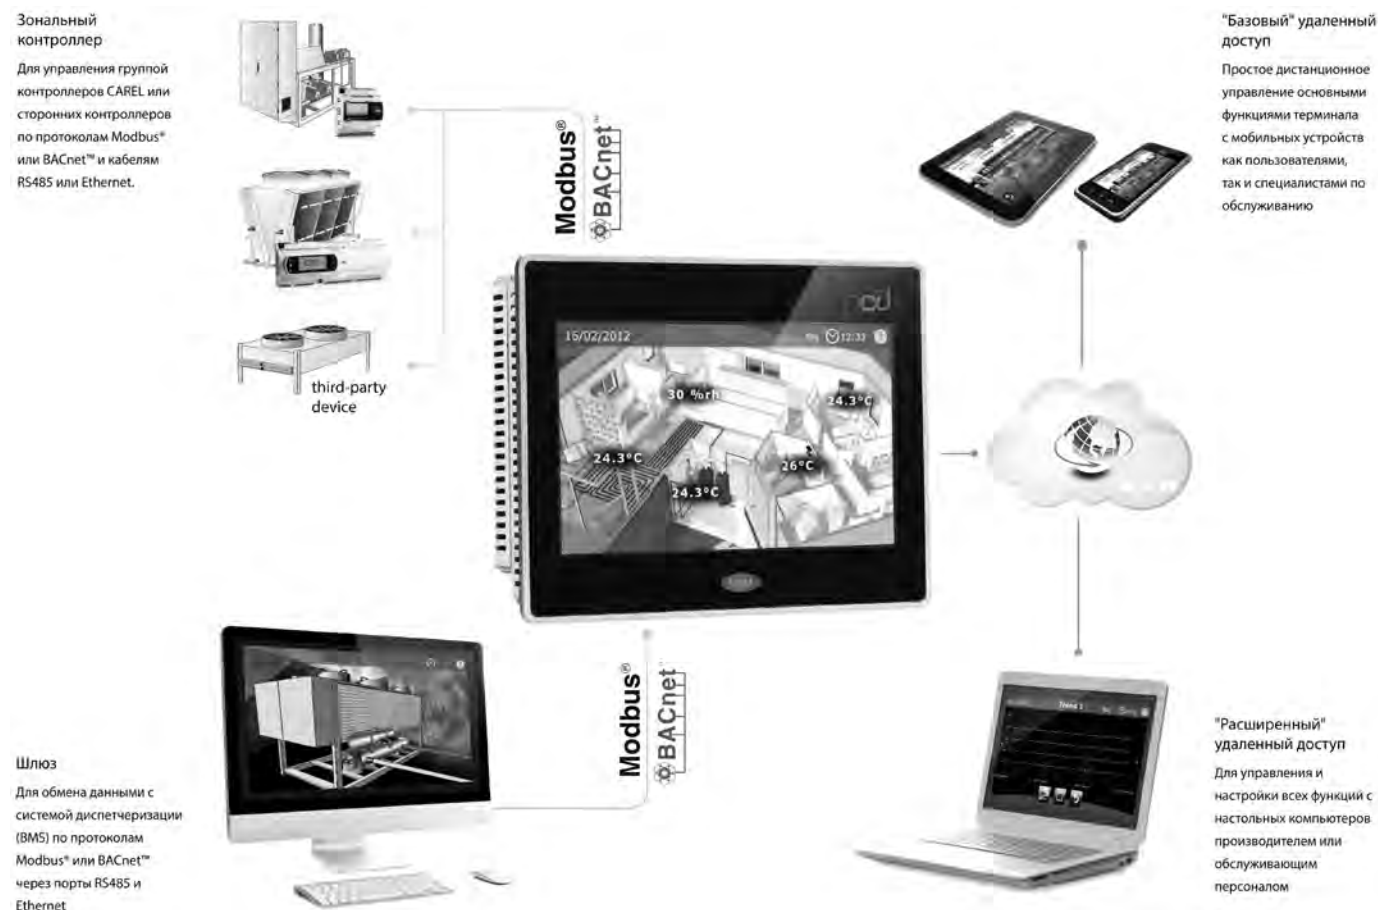 Зональный
контроллер
Для управления группой
контроллеров CAREL или
сторонних контроллеров
по протоколам Modbus®
или BACnet™ и кабелям
RS485 или Ethernet.
third-party
device
Modbus®
BACnet™
"Базовый" удаленный
доступ
Простое дистанционное
управление основными
функциями терминала
с мобильных устройств
как пользователями,
так и специалистами по
обслуживанию
16/02/2012
12:33
30 %rh
24.3°C
24.3°C
26°C
24.3°C
Шлюз
Для обмена данными с
системой диспетчеризации
(BMS) по протоколам
Modbus® или BACnet™
через порты RS485 и
Ethernet
Modbus®
BACnet™
"Расширенный"
удаленный доступ
Для управления и
настройки всех функций с
настольных компьютеров
производителем или
обслуживающим
персоналом